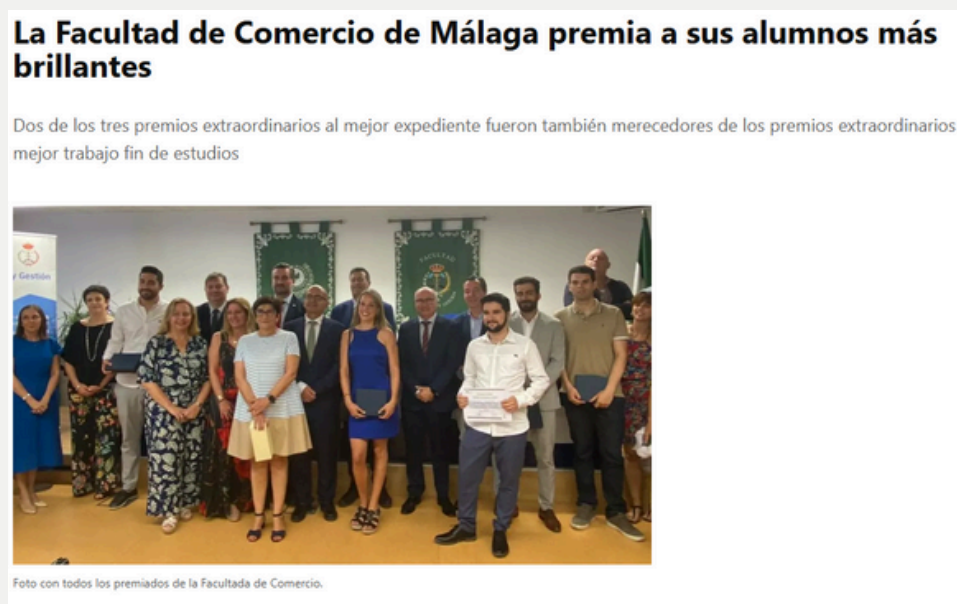 La Facultad de Comercio de Málaga premia a sus alumnos más
brillantes
Dos de los tres premios extraordinarios al mejor expediente fueron también merecedores de los premios extraordinarios
mejor trabajo fin de estudios
y Gestión
FACULTAD
Foto con todos los premiados de la Facultada de Comercio.